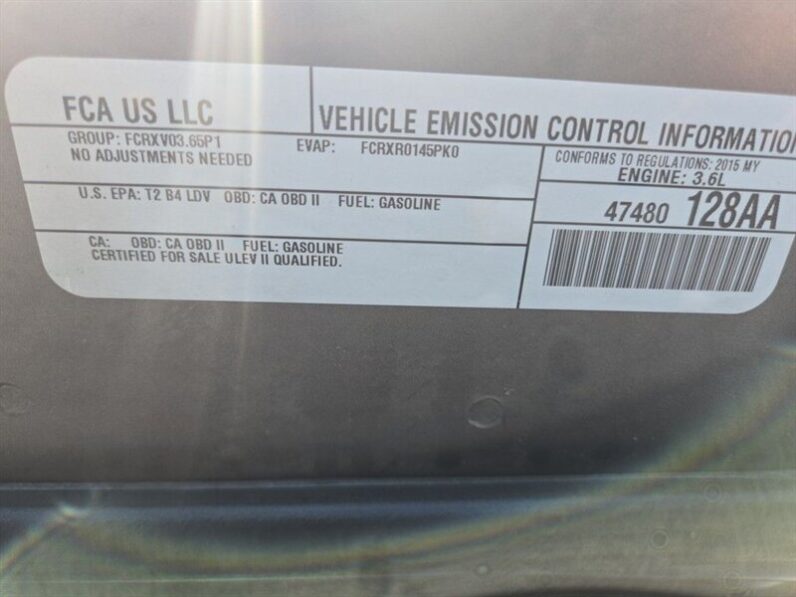 FCA US LLC
VEHICLE EMISSION CONTROL INFORMATION
GROUP: FCRXV03.65P1
EVAP: FCRXR0145PK0
NO ADJUSTMENTS NEEDED
CONFORMS TO REGULATIONS: 2015 MY
ENGINE: 3.6L
U.S. EPA: T2 B4 LDV OBD: CA OBD II FUEL: GASOLINE
47480 128AA
CA: OBD: CA OBD II FUEL: GASOLINE
CERTIFIED FOR SALE ULEV II QUALIFIED.